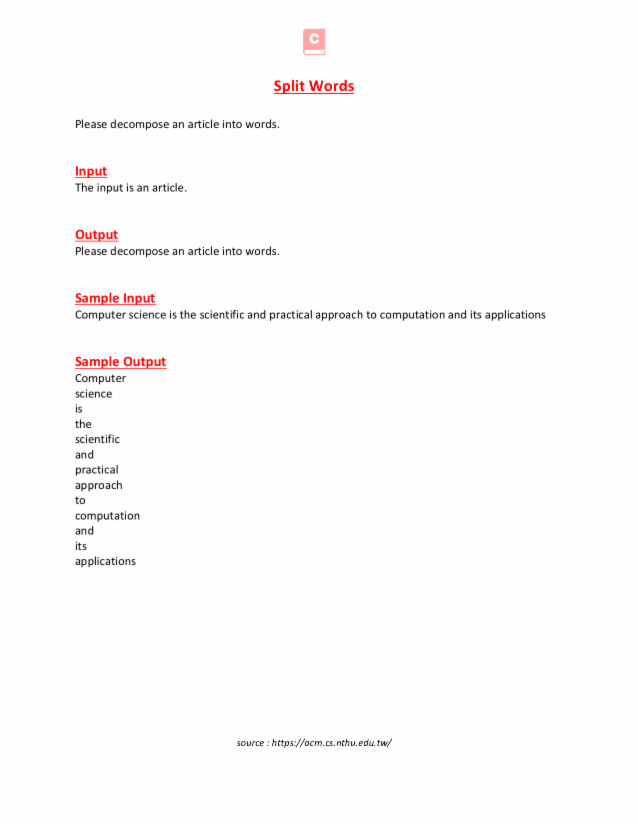 C
Split Words
Please decompose an article into words.
Input
The input is an article.
Output
Please decompose an article into words.
Sample Input
Computer science is the scientific and practical approach to computation and its applications
Sample Output
Computer
science
is
the
scientific
and
practical
approach
to
computation
and
its
applications
source : https://acm.cs.nthu.edu.tw/